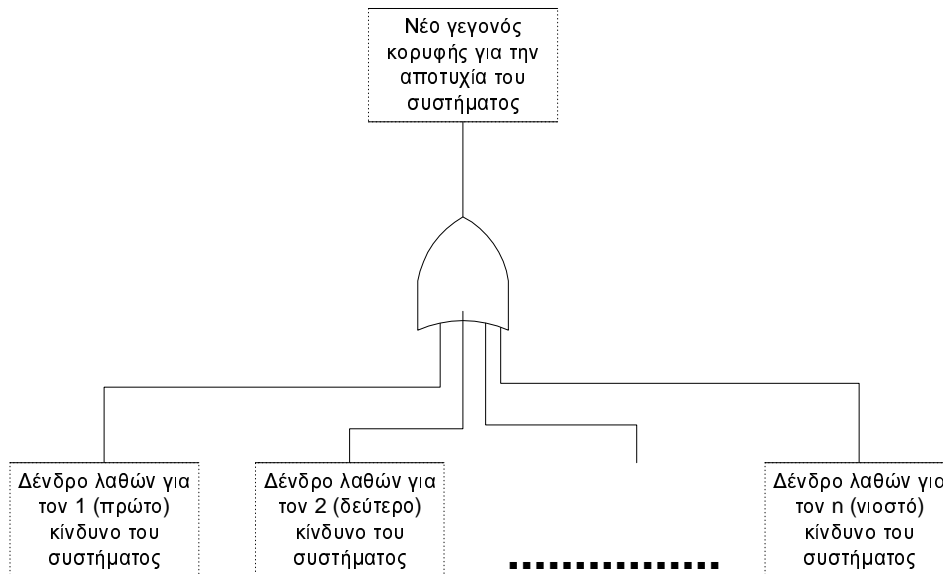 Νέο γεγονός
κορυφής για την
αποτυχία του
συστήματος
Δένδρο λαθών για
τον 1 (πρώτο)
κίνδυνο του
συστήματος
Δένδρο λαθών για
τον 2 (δεύτερο)
κίνδυνο του
συστήματος
Δένδρο λαθών για
τον n (νιοστό)
κίνδυνο του
συστήματος